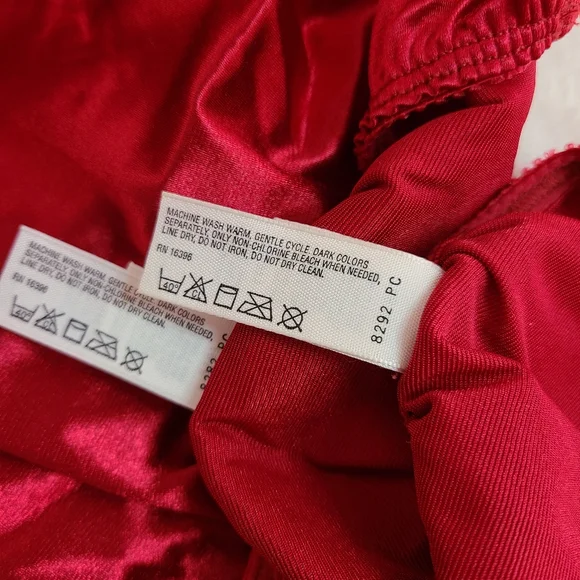 MACHINE WASH WARM, GENTLE CYCLE, DARK COLORS
SEPARATELY, ONLY NON-CHLORINE BLEACH WHEN NEEDED,
LINE DRY, DO NOT IRON, DO NOT DRY CLEAN.
RN 16396
40°
CL
8292 PC
MACHINE WASH WARM, GENTLE CYCLE, DARK COLORS
SEPARATELY, ONLY NON-CHLORINE BLEACH WHEN NEEDED,
LINE DRY, DO NOT IRON, DO NOT DRY CLEAN.
RN 16396
40°
PC